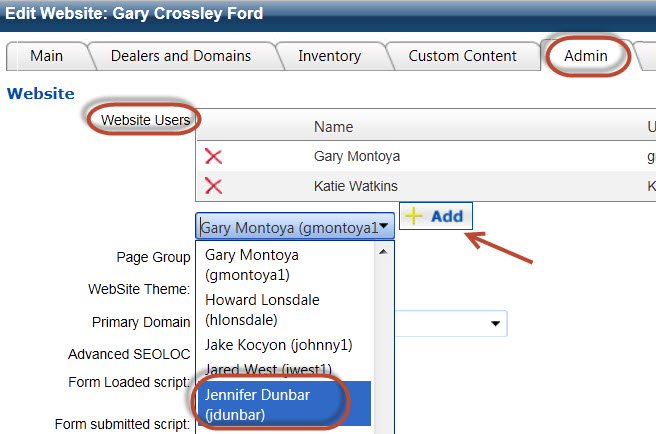 Edit Website: Gary Crossley Ford
Main Dealers and Domains Inventory Custom Content Admin
Website
Website Users
Name U
Gary Montoya g
Katie Watkins K
Gary Montoya (gmontoya1 Add
Page Group
Gary Montoya
(gmontoya1)
WebSite Theme:
Howard Lonsdale
(hlonsdale)
Primary Domain
Jake Kocyon (johnny1)
Advanced SEOLOC
Jared West (jwest1)
Form Loaded script:
Jennifer Dunbar
(jdunbar)
Form submitted script: